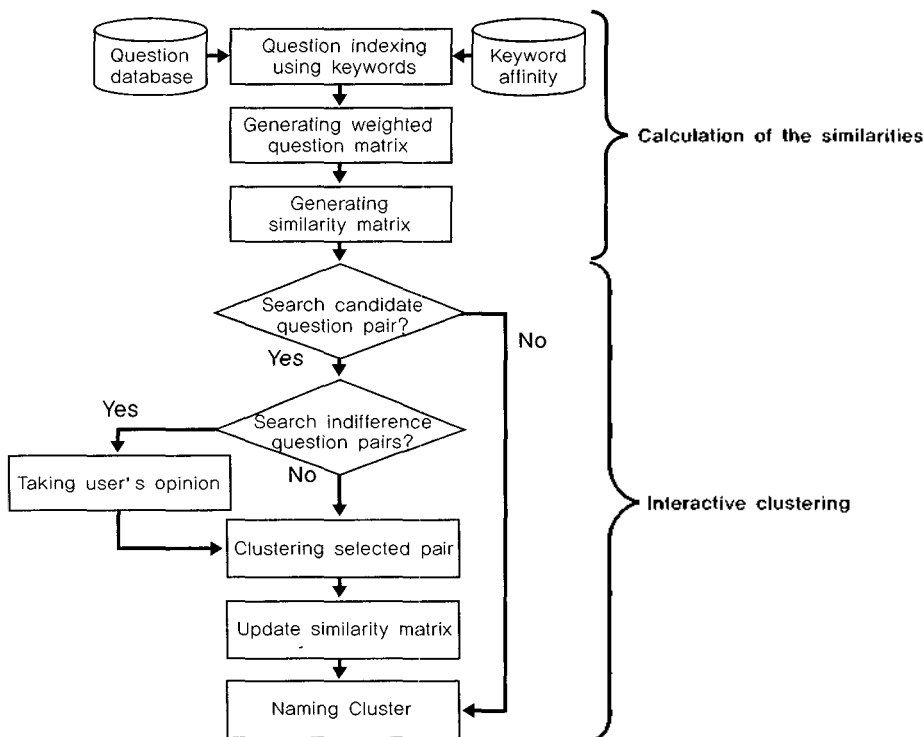 Question
database
Question indexing
using keywords
Keyword
affinity
Generating weighted
question matrix
Calculation of the similarities
Generating
similarity matrix
Search candidate
question pair?
No
Yes
Yes
Search indifference
question pairs?
No
Taking user's opinion
Interactive clustering
Clustering selected pair
Update similarity matrix
Naming Cluster